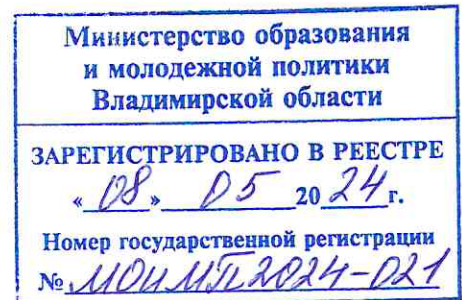 Министерство образования
и молодежной политики
Владимирской области
ЗАРЕГИСТРИРОВАНО В РЕЕСТРЕ
«08» 05 2024 г.
Номер государственной регистрации
№ МОиМП2024-021